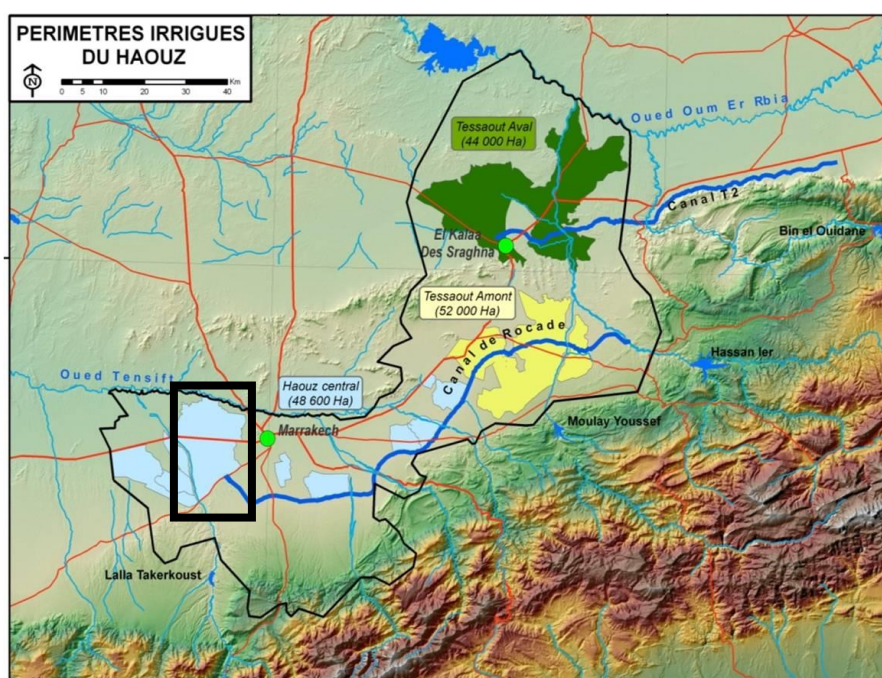 PERIMETRES IRRIGUES
DU HAOUZ
N
Km
0 5 10 20 30 40
Oued Oum Er Rbia
Tessaout Aval
(44 000 Ha)
Canal T2
El Kalaa
Des Sraghna
Bin el Ouidane
Tessaout Amont
(52 000 Ha)
Canal de Rocade
Hassan Ier
Oued Tensift
Haouz central
(48 600 Ha)
Moulay Youssef
Marrakech
Lalla Takerkoust